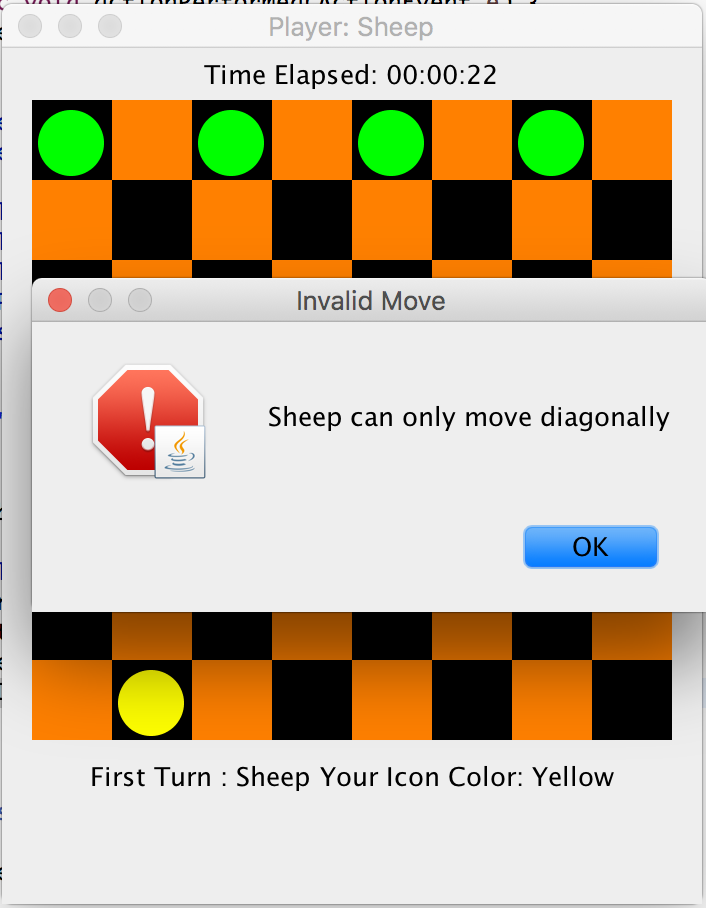 Player: Sheep
Time Elapsed: 00:00:22
Invalid Move
Sheep can only move diagonally
OK
First Turn : Sheep Your Icon Color: Yellow